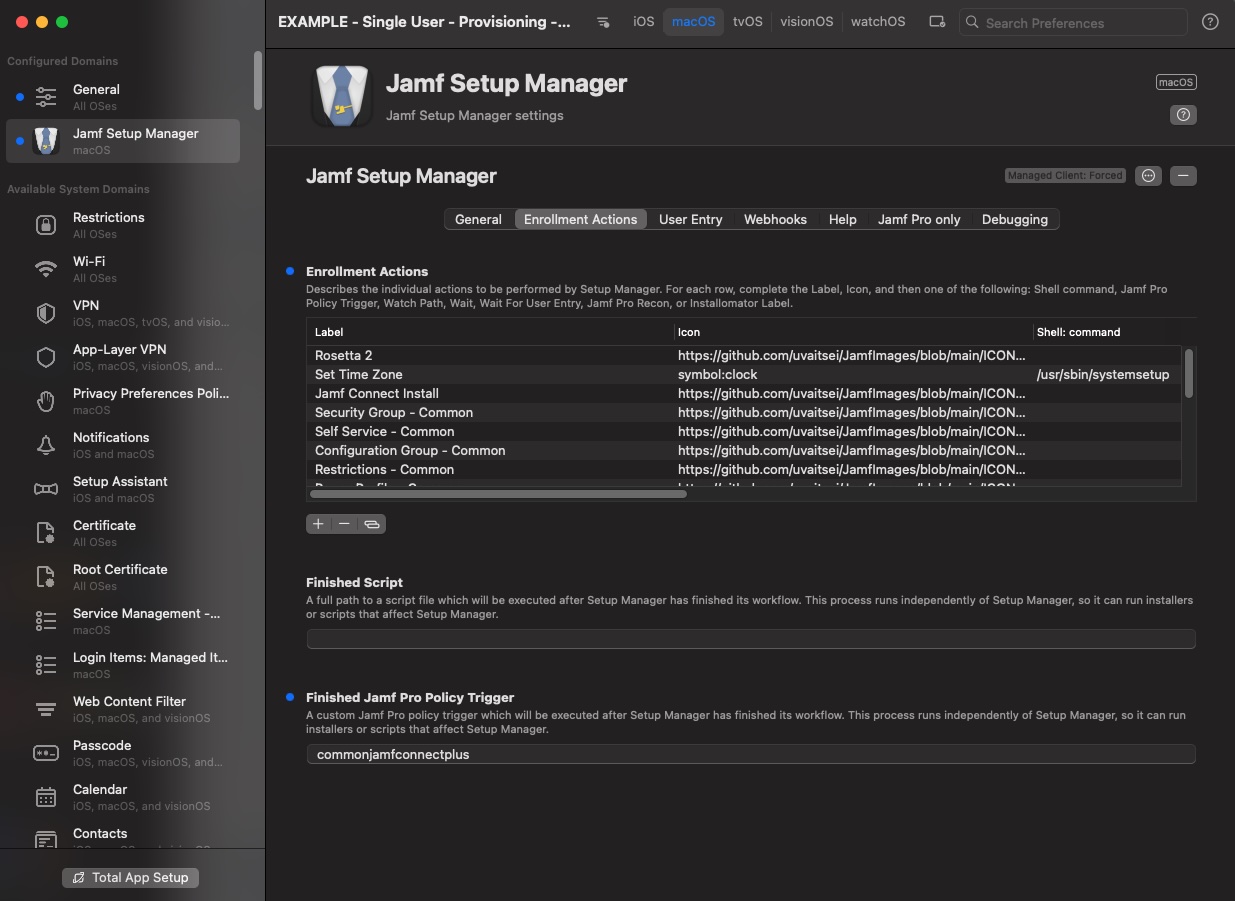 EXAMPLE - Single User - Provisioning -...
iOS
macOS
tvOS
visionOS
watchOS
Search Preferences
Configured Domains
General
All OSes
Jamf Setup Manager
macOS
Available System Domains
Restrictions
All OSes
Wi-Fi
All OSes
VPN
iOS, macOS, tvOS, and visio...
App-Layer VPN
iOS, macOS, visionOS, and...
Privacy Preferences Poli...
macOS
Notifications
iOS and macOS
Setup Assistant
iOS and macOS
Certificate
All OSes
Root Certificate
All OSes
Service Management -...
macOS
Login Items: Managed It...
macOS
Web Content Filter
iOS, macOS, and visionOS
Passcode
iOS, macOS, visionOS, and...
Calendar
iOS, macOS, and visionOS
Contacts
Total App Setup
Jamf Setup Manager
Jamf Setup Manager settings
macOS
Jamf Setup Manager
Managed Client: Forced
General
Enrollment Actions
User Entry
Webhooks
Help
Jamf Pro only
Debugging
Enrollment Actions
Describes the individual actions to be performed by Setup Manager. For each row, complete the Label, Icon, and then one of the following: Shell command, Jamf Pro
Policy Trigger, Watch Path, Wait, Wait For User Entry, Jamf Pro Recon, or Installomator Label.
Label Icon Shell: command
Rosetta 2 https://github.com/uvaitsei/JamfImages/blob/main/ICON...
Set Time Zone symbol:clock /usr/sbin/systemsetup
Jamf Connect Install https://github.com/uvaitsei/JamfImages/blob/main/ICON...
Security Group - Common https://github.com/uvaitsei/JamfImages/blob/main/ICON...
Self Service - Common https://github.com/uvaitsei/JamfImages/blob/main/ICON...
Configuration Group - Common https://github.com/uvaitsei/JamfImages/blob/main/ICON...
Restrictions - Common https://github.com/uvaitsei/JamfImages/blob/main/ICON...
Finished Script
A full path to a script file which will be executed after Setup Manager has finished its workflow. This process runs independently of Setup Manager, so it can run installers
or scripts that affect Setup Manager.
Finished Jamf Pro Policy Trigger
A custom Jamf Pro policy trigger which will be executed after Setup Manager has finished its workflow. This process runs independently of Setup Manager, so it can run
installers or scripts that affect Setup Manager.
commonjamfconnectplus